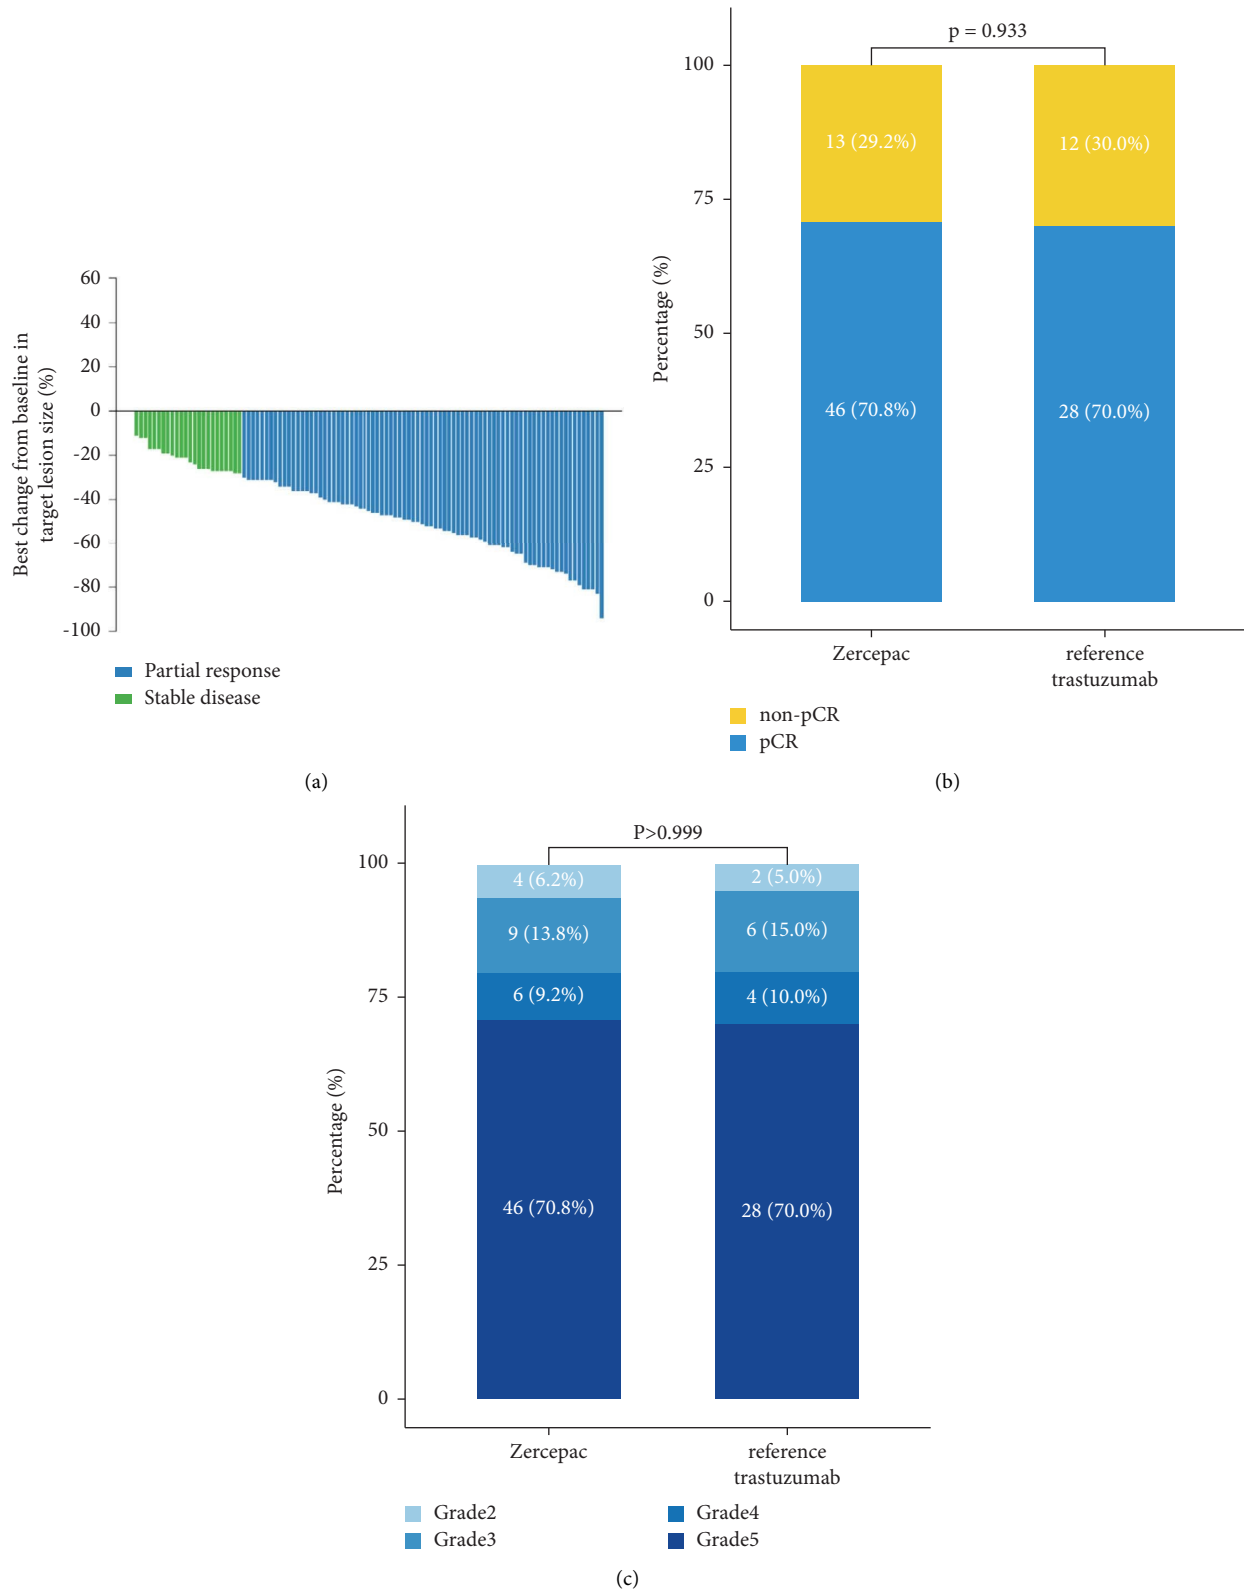 60
40
20
0
-20
-40
-60
-80
-100
Best change from baseline in
target lesion size (%)
Partial response
Stable disease
(a)
p = 0.933
100
75
50
25
0
Percentage (%)
13 (29.2%)
12 (30.0%)
46 (70.8%)
28 (70.0%)
Zercepac
reference
trastuzumab
non-pCR
pCR
(b)
P>0.999
100
75
50
25
0
Percentage (%)
4 (6.2%)
2 (5.0%)
9 (13.8%)
6 (15.0%)
6 (9.2%)
4 (10.0%)
46 (70.8%)
28 (70.0%)
Zercepac
reference
trastuzumab
Grade2
Grade3
Grade4
Grade5
(c)